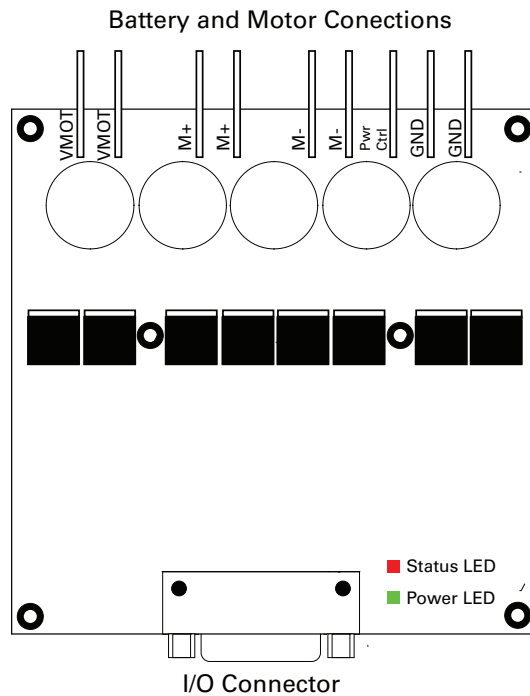 Battery and Motor Conections
VMOT
VMOT
M+
M+
M-
M-
Pwr
Ctrl
GND
GND
Status LED
Power LED
I/O Connector